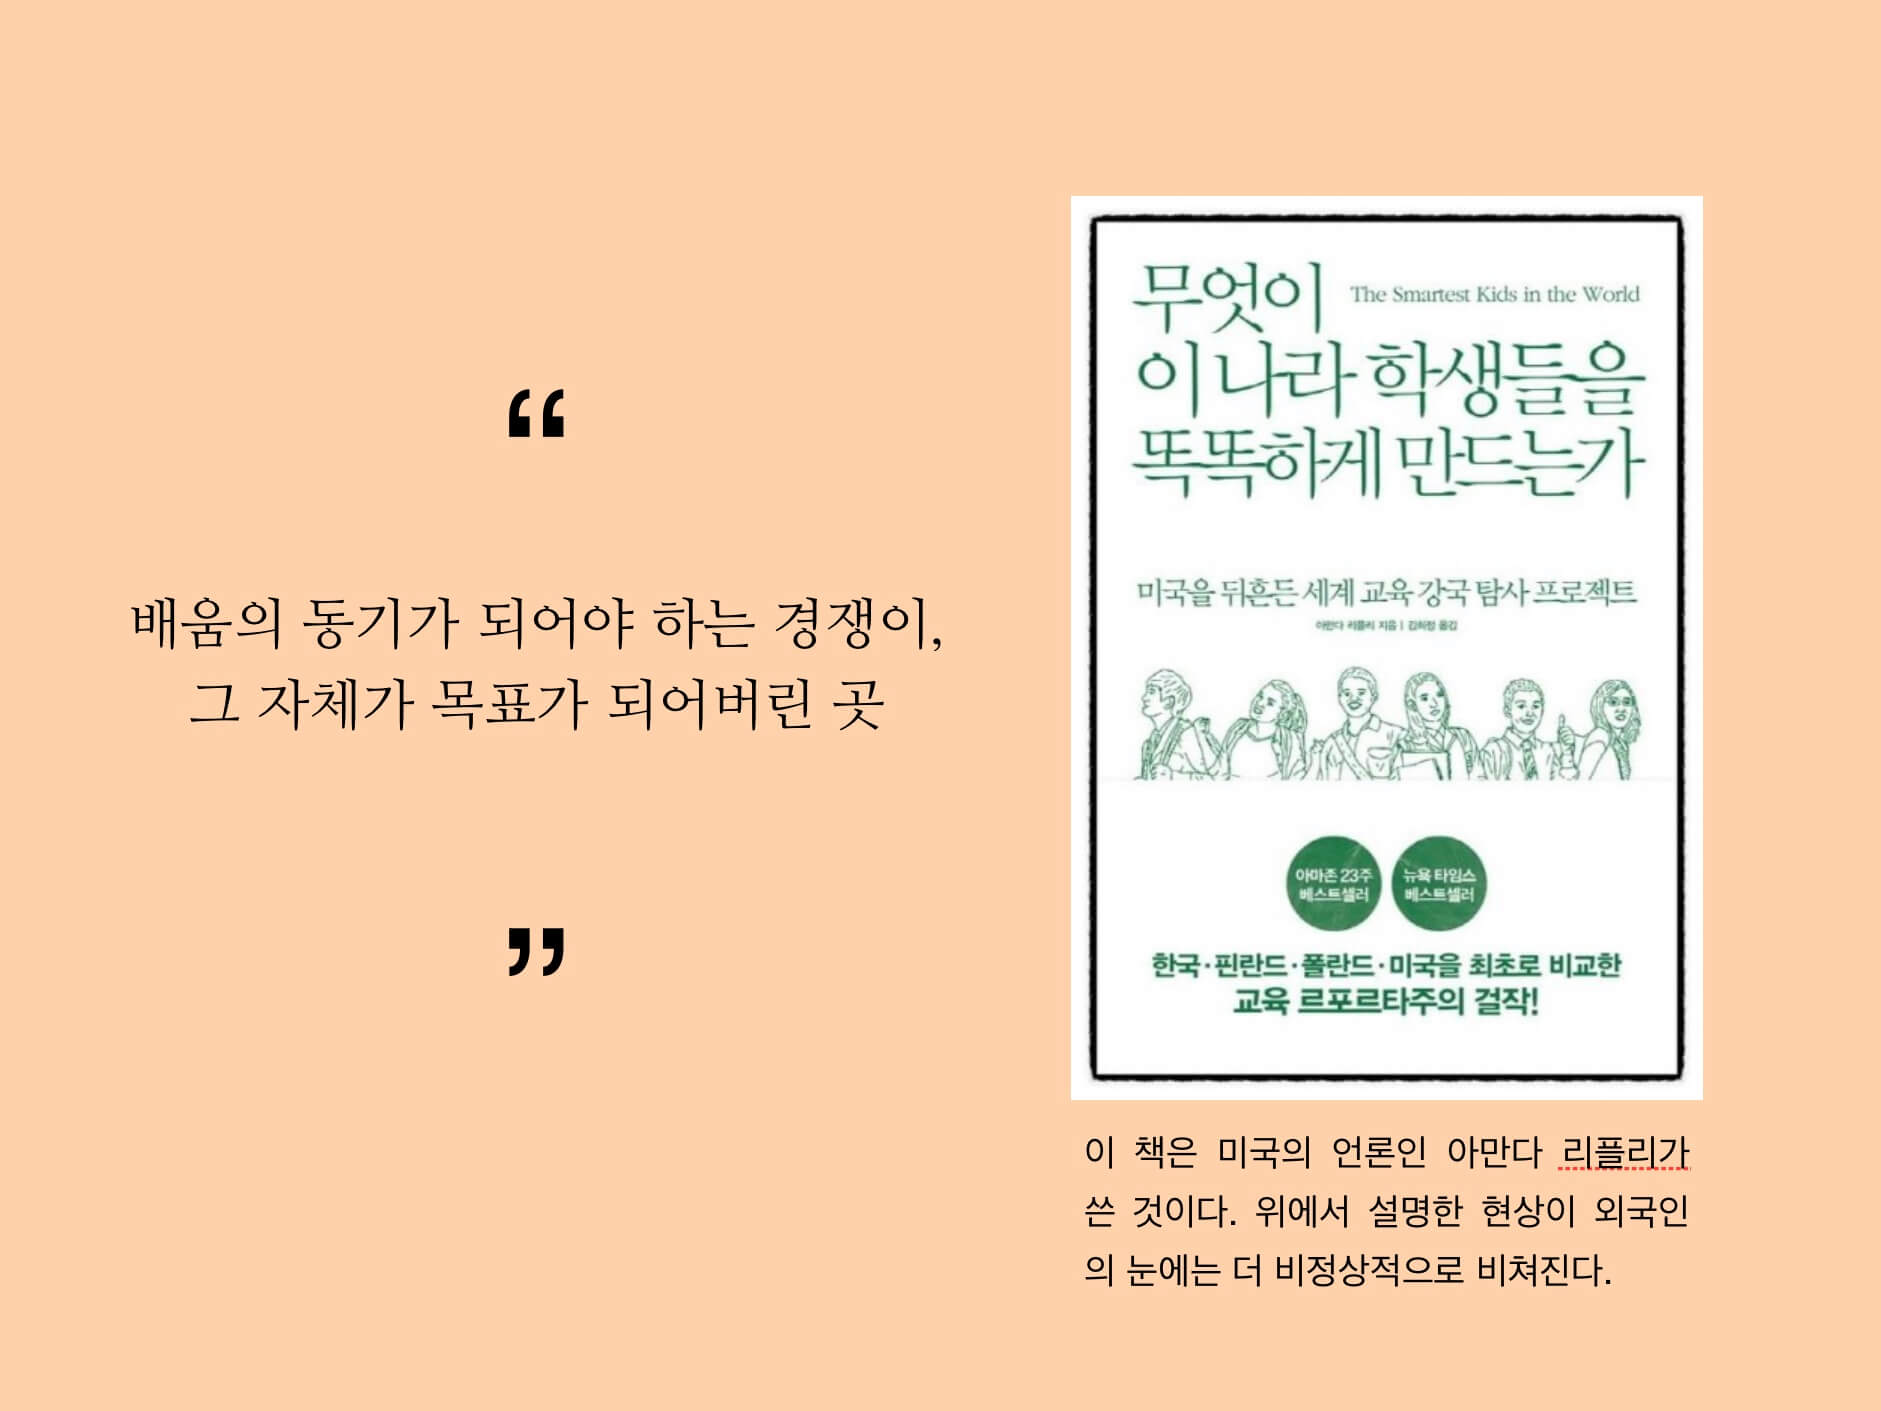 “
배움의 동기가 되어야 하는 경쟁이,
그 자체가 목표가 되어버린 곳
”
무엇이 The Smartest Kids in the World
이 나라 학생들을
똑똑하게 만드는가
미국을 뒤흔든 세계 교육 강국 탐사 프로젝트
아만다 리플리 지음 | 김희정 옮김
아마존 23주
베스트셀러
뉴욕 타임스
베스트셀러
한국·핀란드·폴란드·미국을 최초로 비교한
교육 르포르타주의 걸작!
이 책은 미국의 언론인 아만다 리플리가
쓴 것이다. 위에서 설명한 현상이 외국인
의 눈에는 더 비정상적으로 비쳐진다.